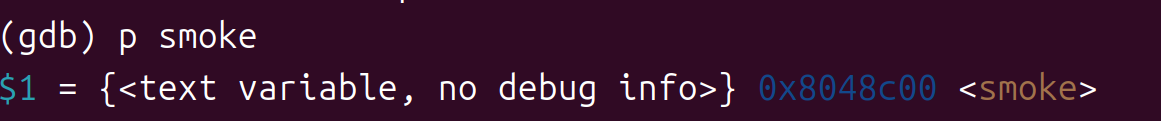 (gdb) p smoke
$1 = {<text variable, no debug info>} 0x8048c00 <smoke>